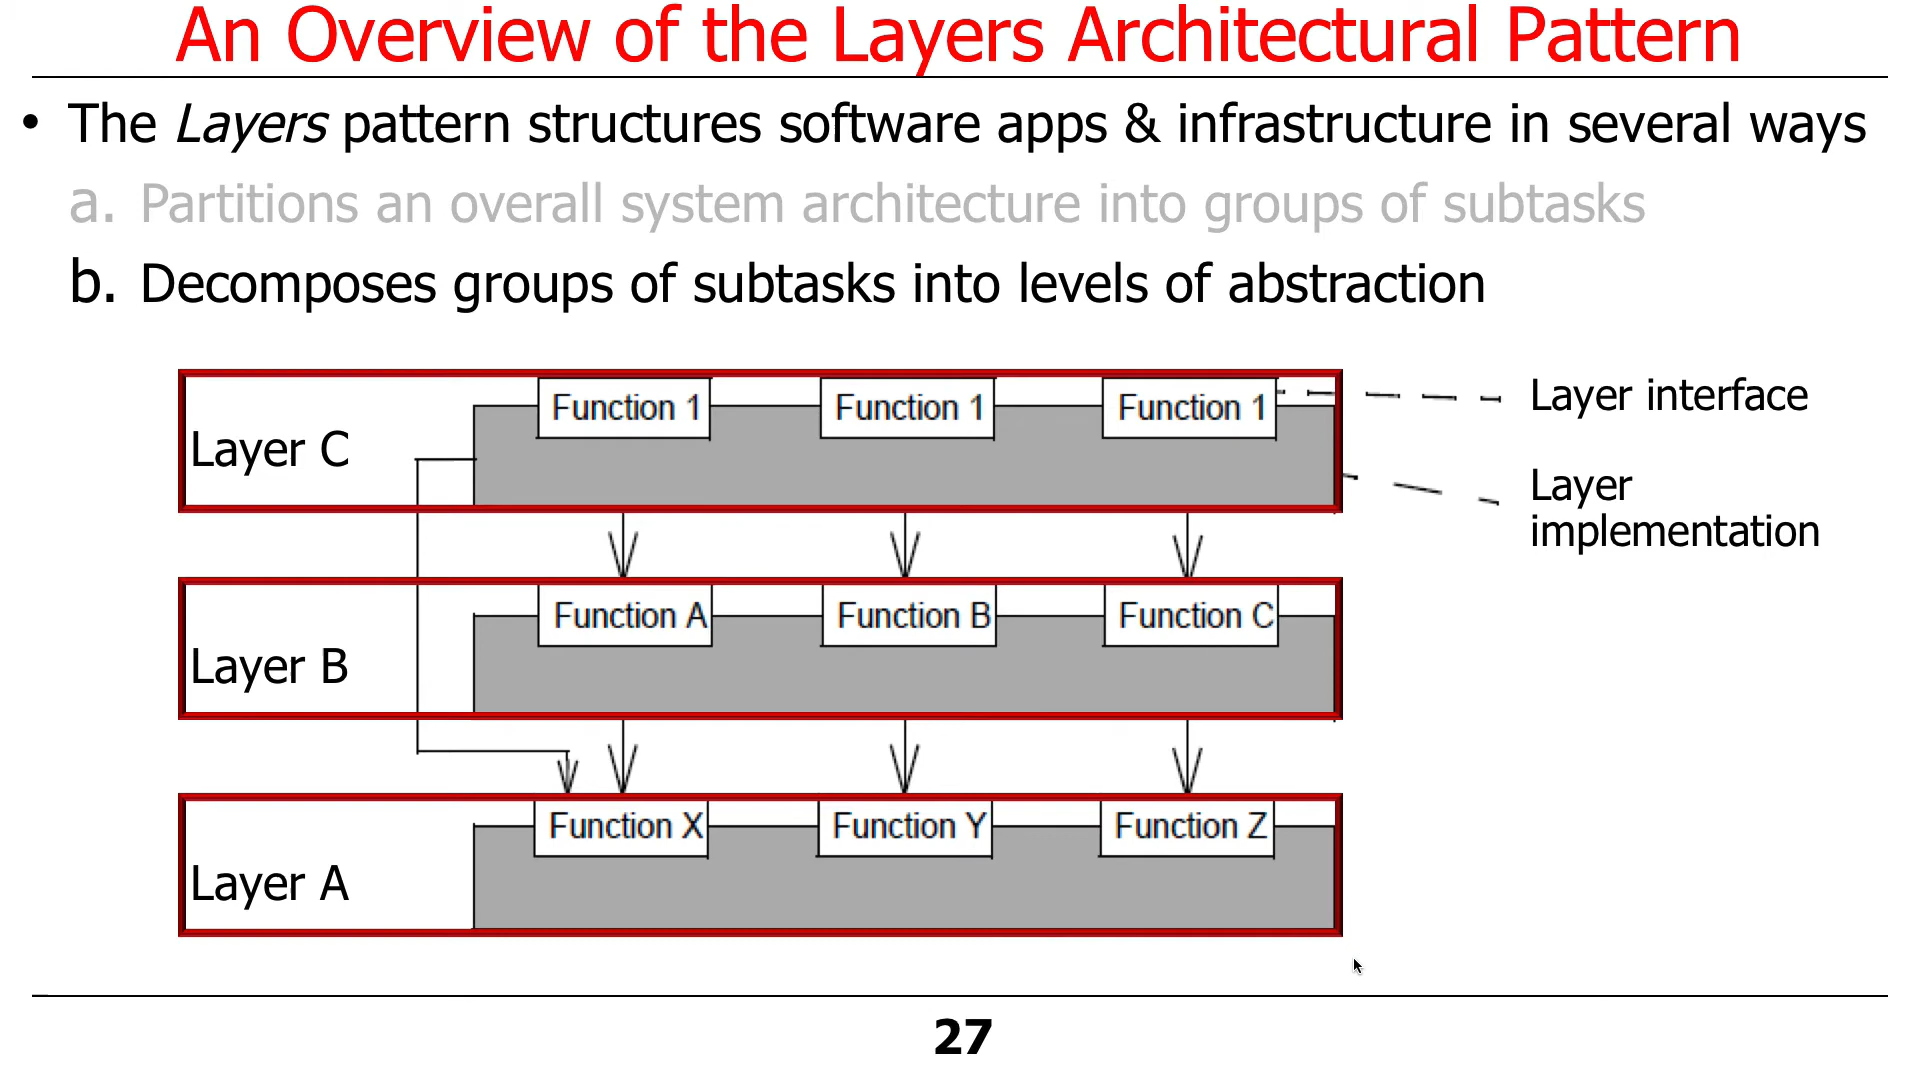 An Overview of the Layers Architectural Pattern
• The Layers pattern structures software apps & infrastructure in several ways
a. Partitions an overall system architecture into groups of subtasks
b. Decomposes groups of subtasks into levels of abstraction
Function 1 Function 1 Function 1
Layer interface
Layer C
Layer
implementation
Function A Function B Function C
Layer B
Function X Function Y Function Z
Layer A
27